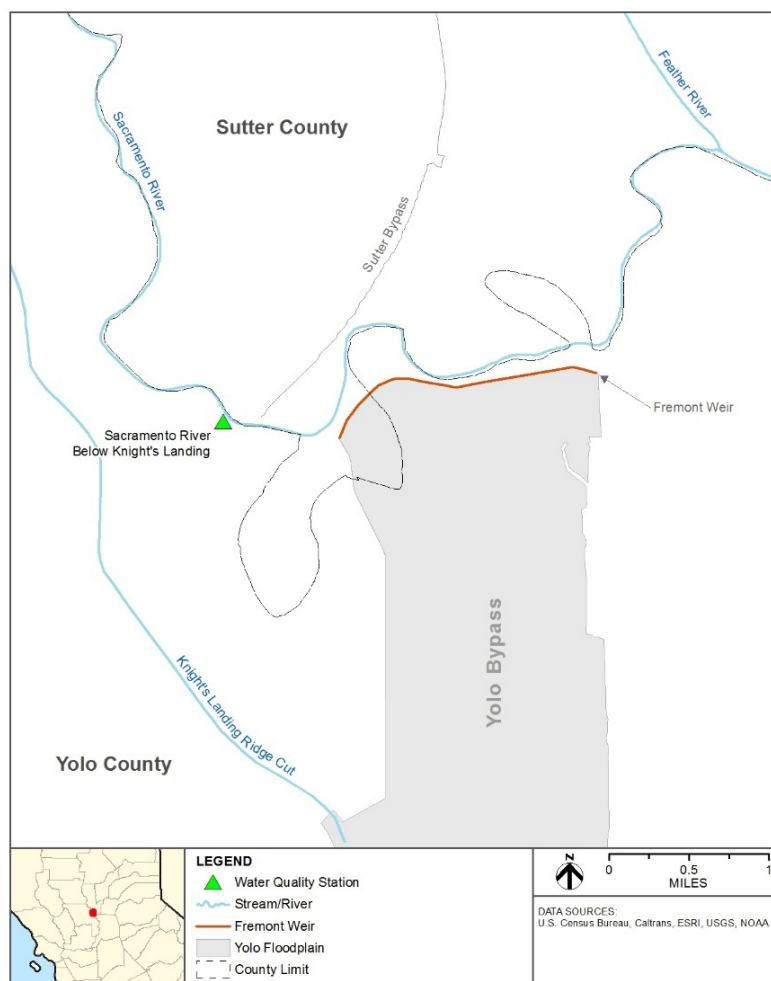 Feather River
Sutter County
Sacramento River
Sutter Bypass
Fremont Weir
Sacramento River
Below Knight's Landing
Yolo Bypass
Knight's Landing Ridge Cut
Yolo County
LEGEND
Water Quality Station
Stream/River
Fremont Weir
Yolo Floodplain
County Limit
N
0 0.5 1
MILES
DATA SOURCES:
U.S. Census Bureau, Caltrans, ESRI, USGS, NOAA